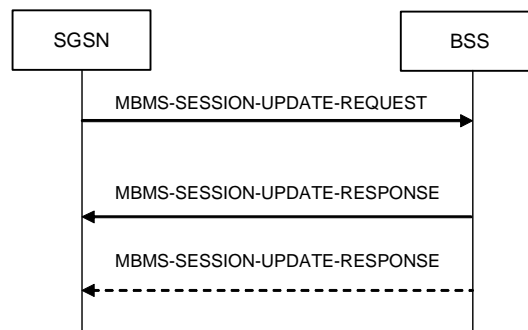 SGSN
BSS
MBMS-SESSION-UPDATE-REQUEST
MBMS-SESSION-UPDATE-RESPONSE
MBMS-SESSION-UPDATE-RESPONSE